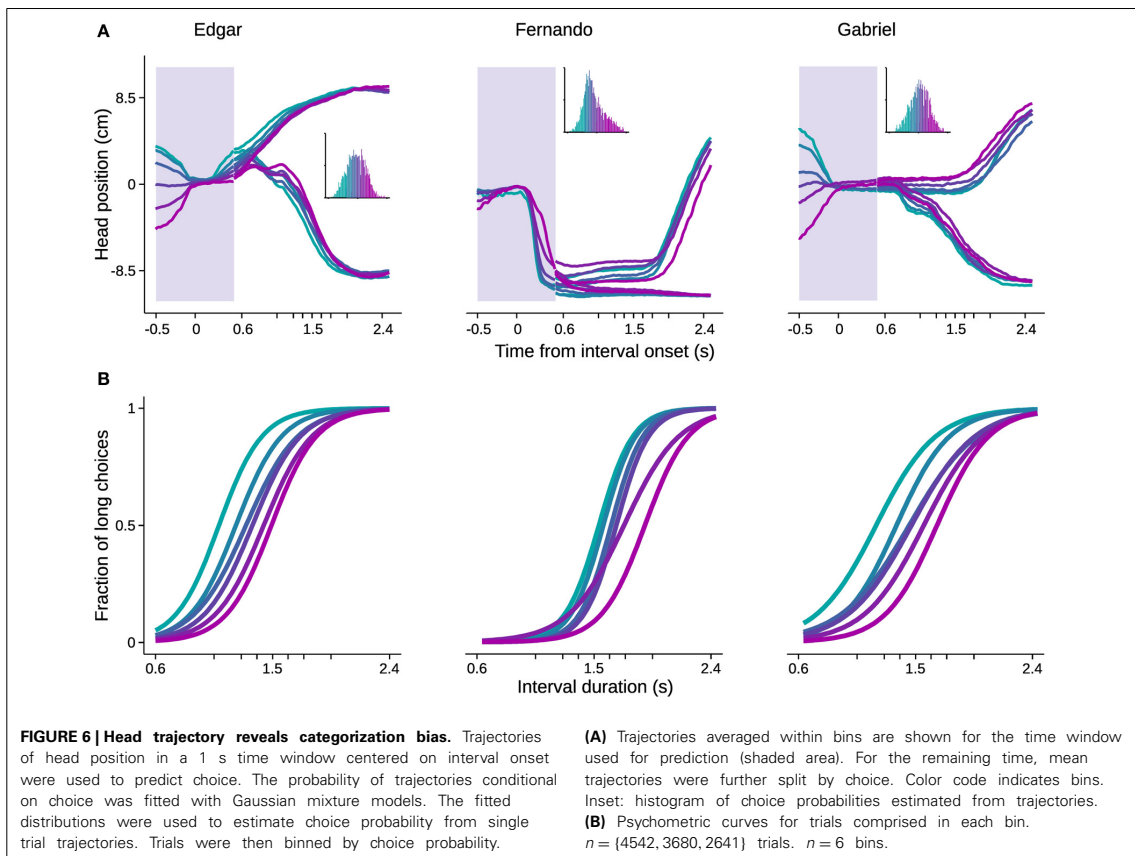 A
Edgar
Fernando
Gabriel
Head position (cm)
8.5
0
-8.5
-0.5 0 0.6 1.5 2.4
-0.5 0 0.6 1.5 2.4
-0.5 0 0.6 1.5 2.4
Time from interval onset (s)
B
Fraction of long choices
1
0.5
0
0.6 1.5 2.4
0.6 1.5 2.4
0.6 1.5 2.4
Interval duration (s)
FIGURE 6 | Head trajectory reveals categorization bias. Trajectories
of head position in a 1 s time window centered on interval onset
were used to predict choice. The probability of trajectories conditional
on choice was fitted with Gaussian mixture models. The fitted
distributions were used to estimate choice probability from single
trial trajectories. Trials were then binned by choice probability.
(A) Trajectories averaged within bins are shown for the time window
used for prediction (shaded area). For the remaining time, mean
trajectories were further split by choice. Color code indicates bins.
Inset: histogram of choice probabilities estimated from trajectories.
(B) Psychometric curves for trials comprised in each bin.
n = {4542, 3680, 2641} trials. n = 6 bins.